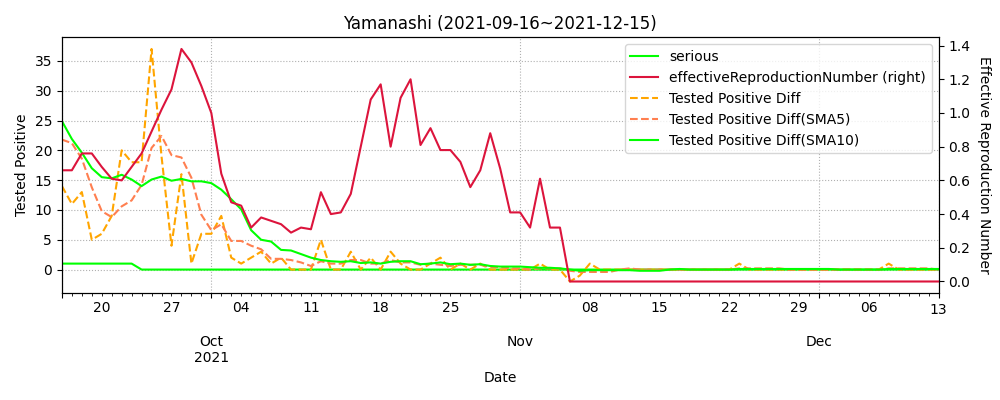 Yamanashi (2021-09-16~2021-12-15)
Tested Positive
35
30
25
20
15
10
5
0
1.4
1.2
1.0
0.8
0.6
0.4
0.2
0.0
Effective Reproduction Number
serious
effectiveReproductionNumber (right)
Tested Positive Diff
Tested Positive Diff(SMA5)
Tested Positive Diff(SMA10)
20 27 04 11 18 25 08 15 22 29 06 13
Oct Nov Dec
2021
Date